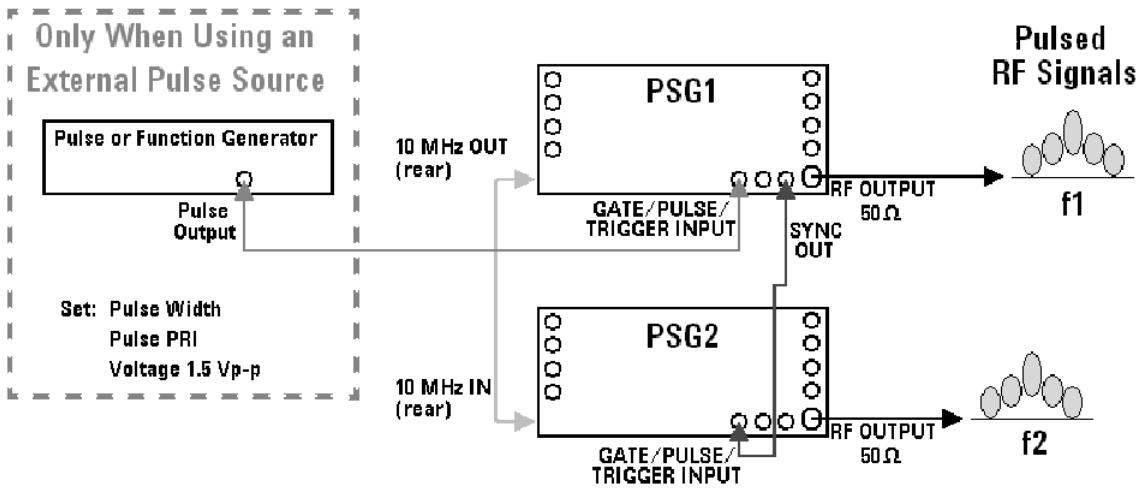 Only When Using an
External Pulse Source
Pulse or Function Generator
Pulse
Output
Set: Pulse Width
Pulse PRI
Voltage 1.5 Vp-p
10 MHz OUT
(rear)
10 MHz IN
(rear)
PSG1
GATE/PULSE/
TRIGGER INPUT
SYNC
OUT
RF OUTPUT
50Ω
PSG2
GATE/PULSE/
TRIGGER INPUT
RF OUTPUT
50Ω
Pulsed
RF Signals
f1
f2